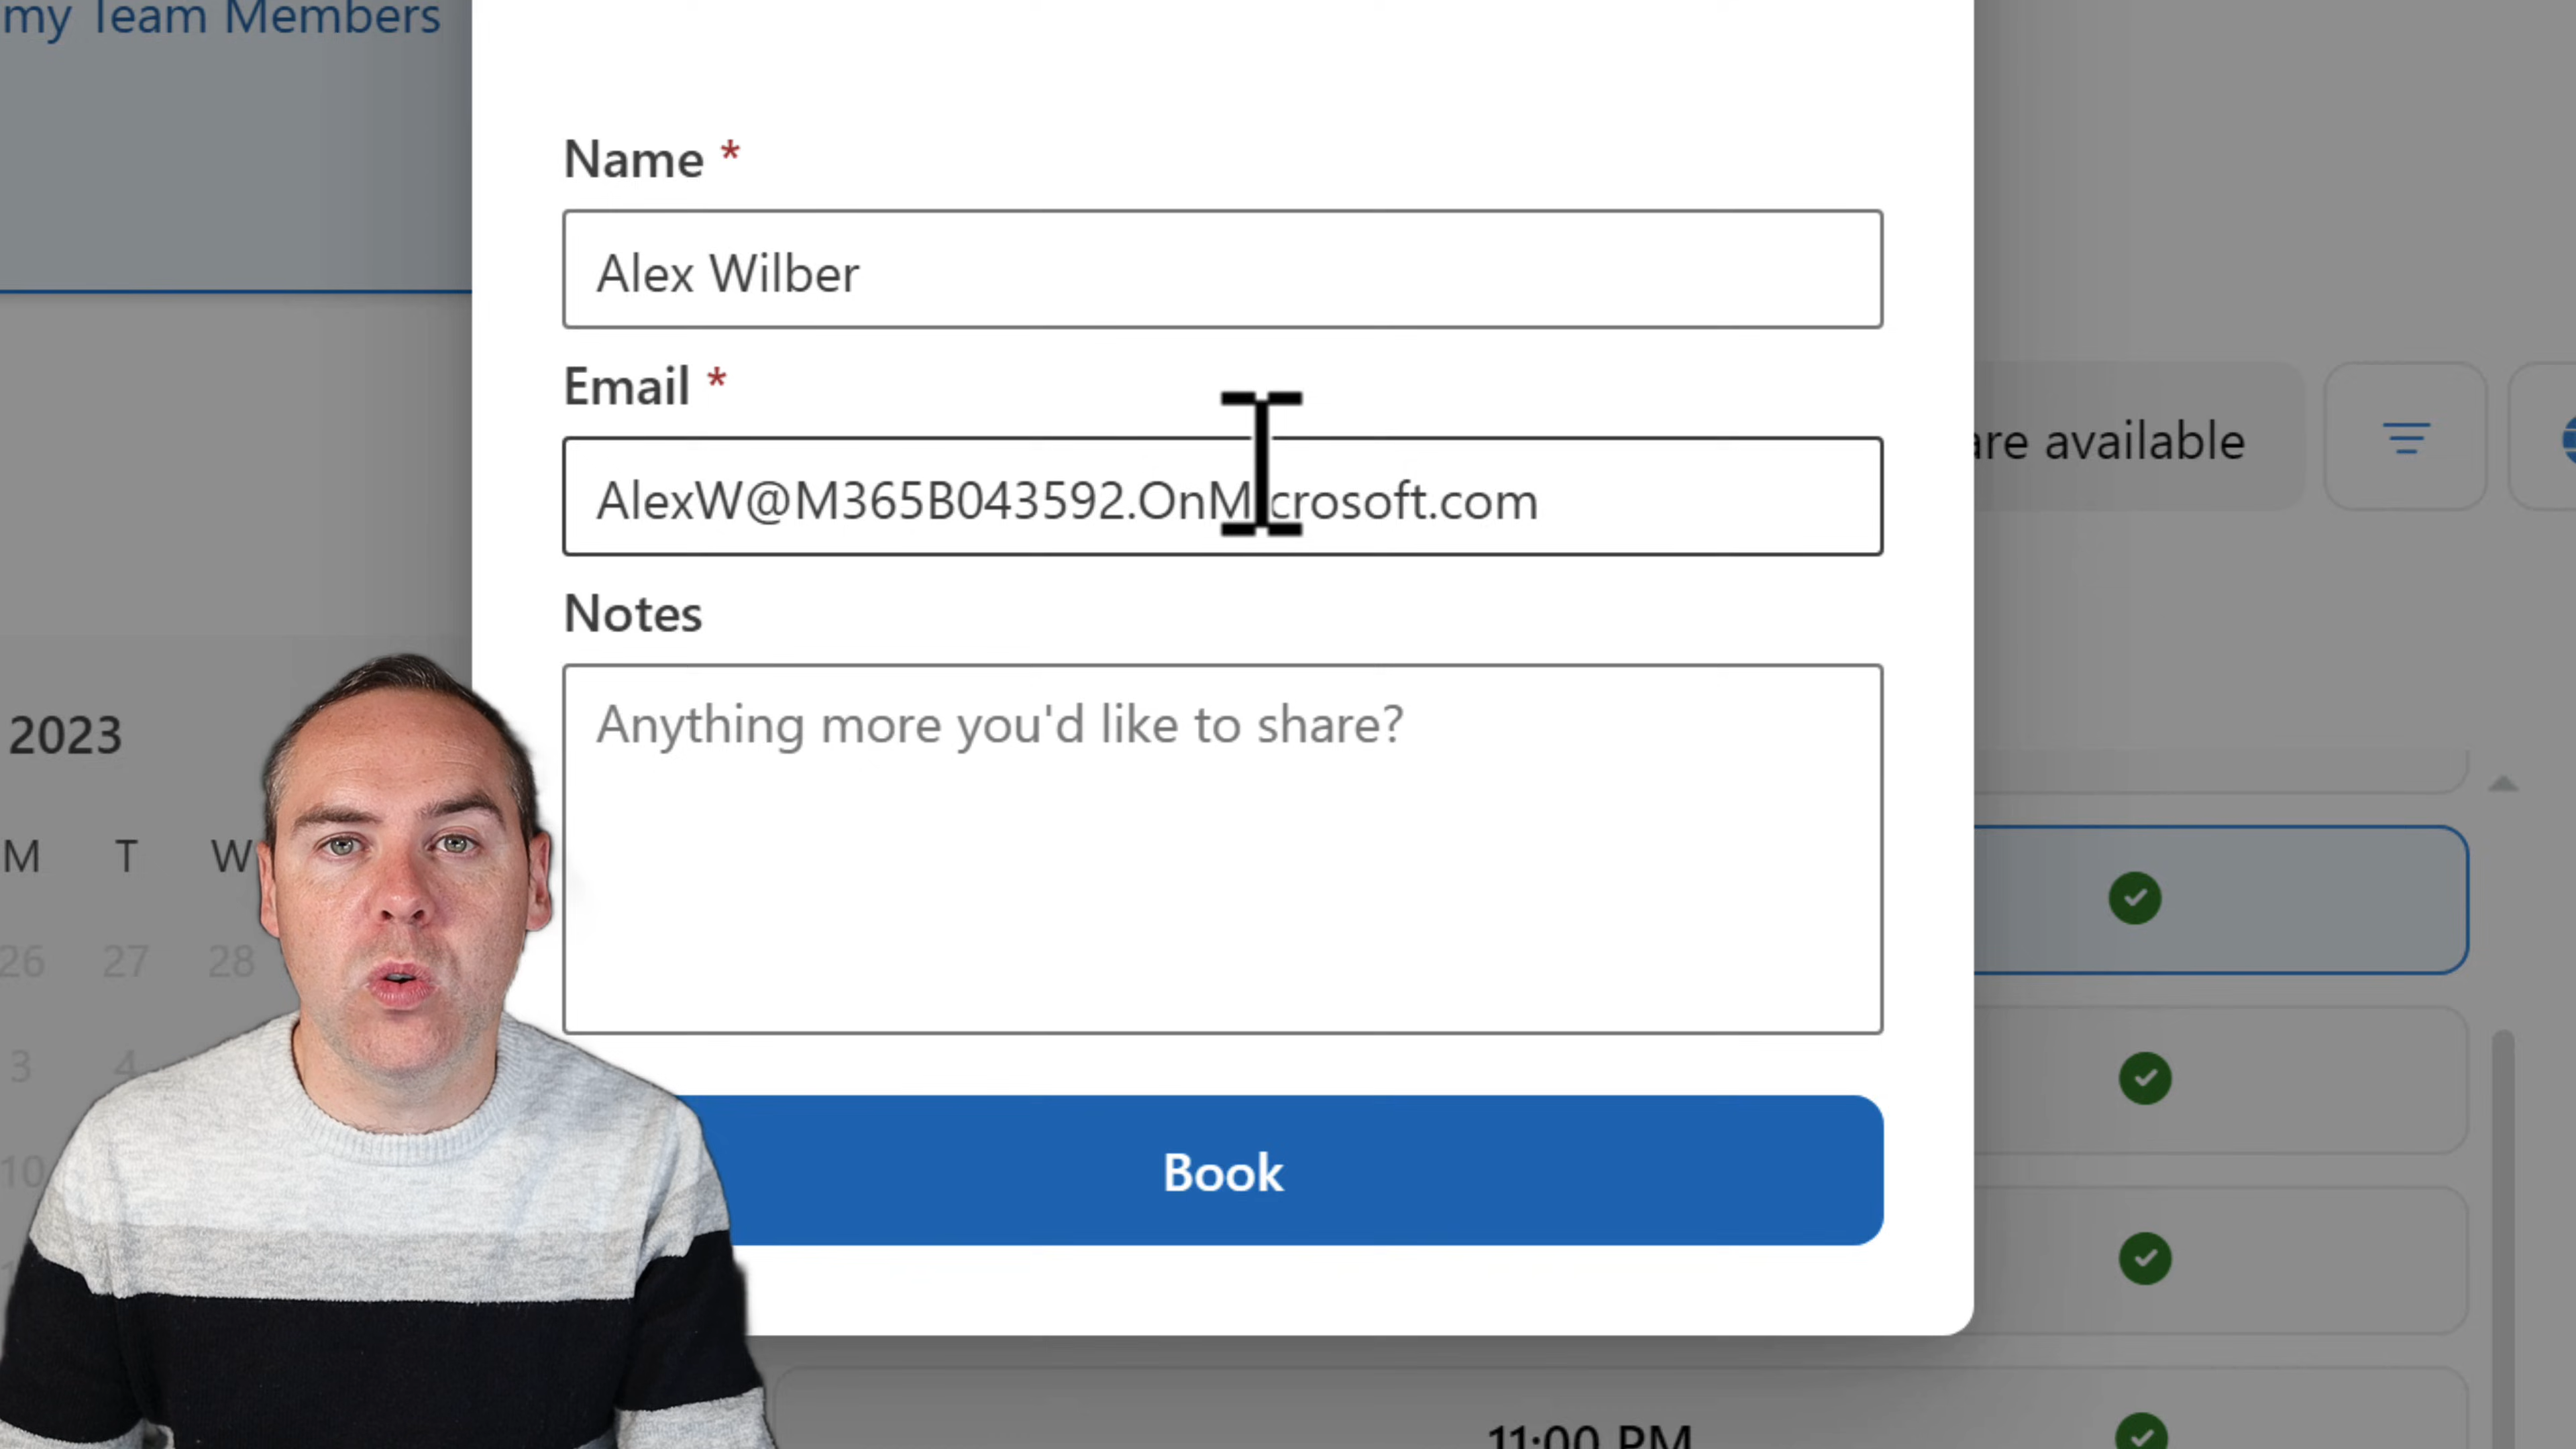 my Team Members
Name *
Alex Wilber
Email *
AlexW@M365B043592.OnMicrosoft.com
are available
Notes
Anything more you'd like to share?
2023
M T W
26 27 28
3 4
10
Book
11:00 PM